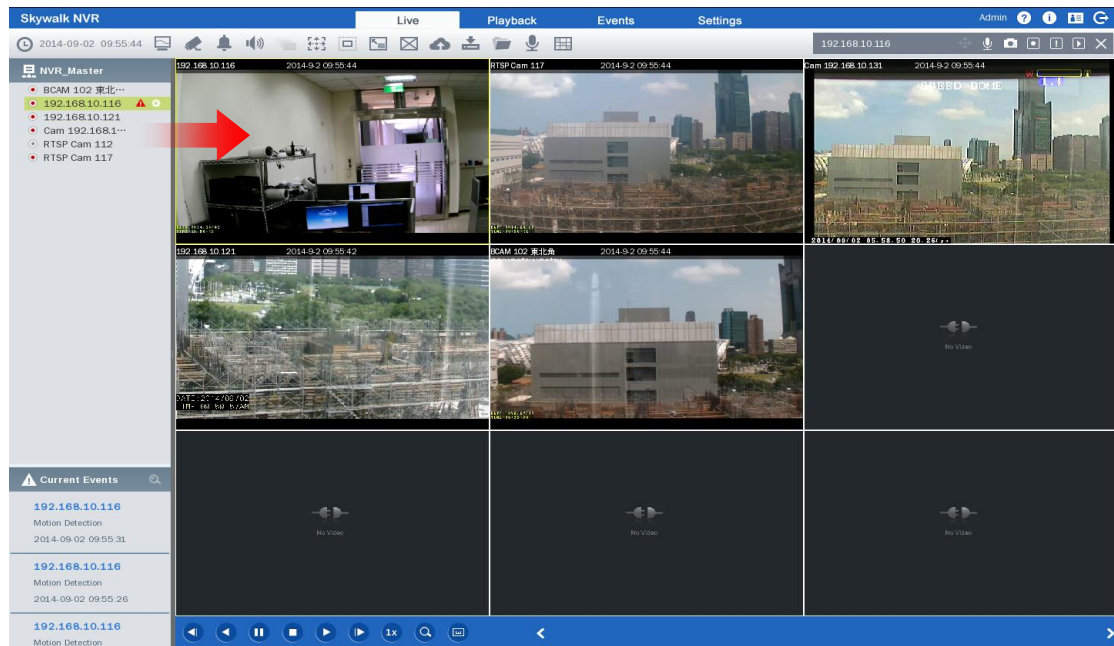 Skywalk NVR
Live
Playback
Events
Settings
Admin
2014-09-02 09:55:44
192.168.10.116
NVR_Master
BCAM 102 東北…
192.168.10.116
192.168.10.121
Cam 192.168.1…
RTSP Cam 112
RTSP Cam 117
192.168.10.116 2014-9-2 09:55:44
RTSP Cam 117 2014-9-2 09:55:44
Cam 192.168.10.131 2014-9-2 09:55:44
SPEED DOME
192.168.10.121 2014-9-2 09:55:42
BCAM 102 東北角 2014-9-2 09:55:44
No Video
No Video
No Video
No Video
Current Events
192.168.10.116
Motion Detection
2014-09-02 09:55:31
192.168.10.116
Motion Detection
2014-09-02 09:55:26
192.168.10.116
Motion Detection
1x